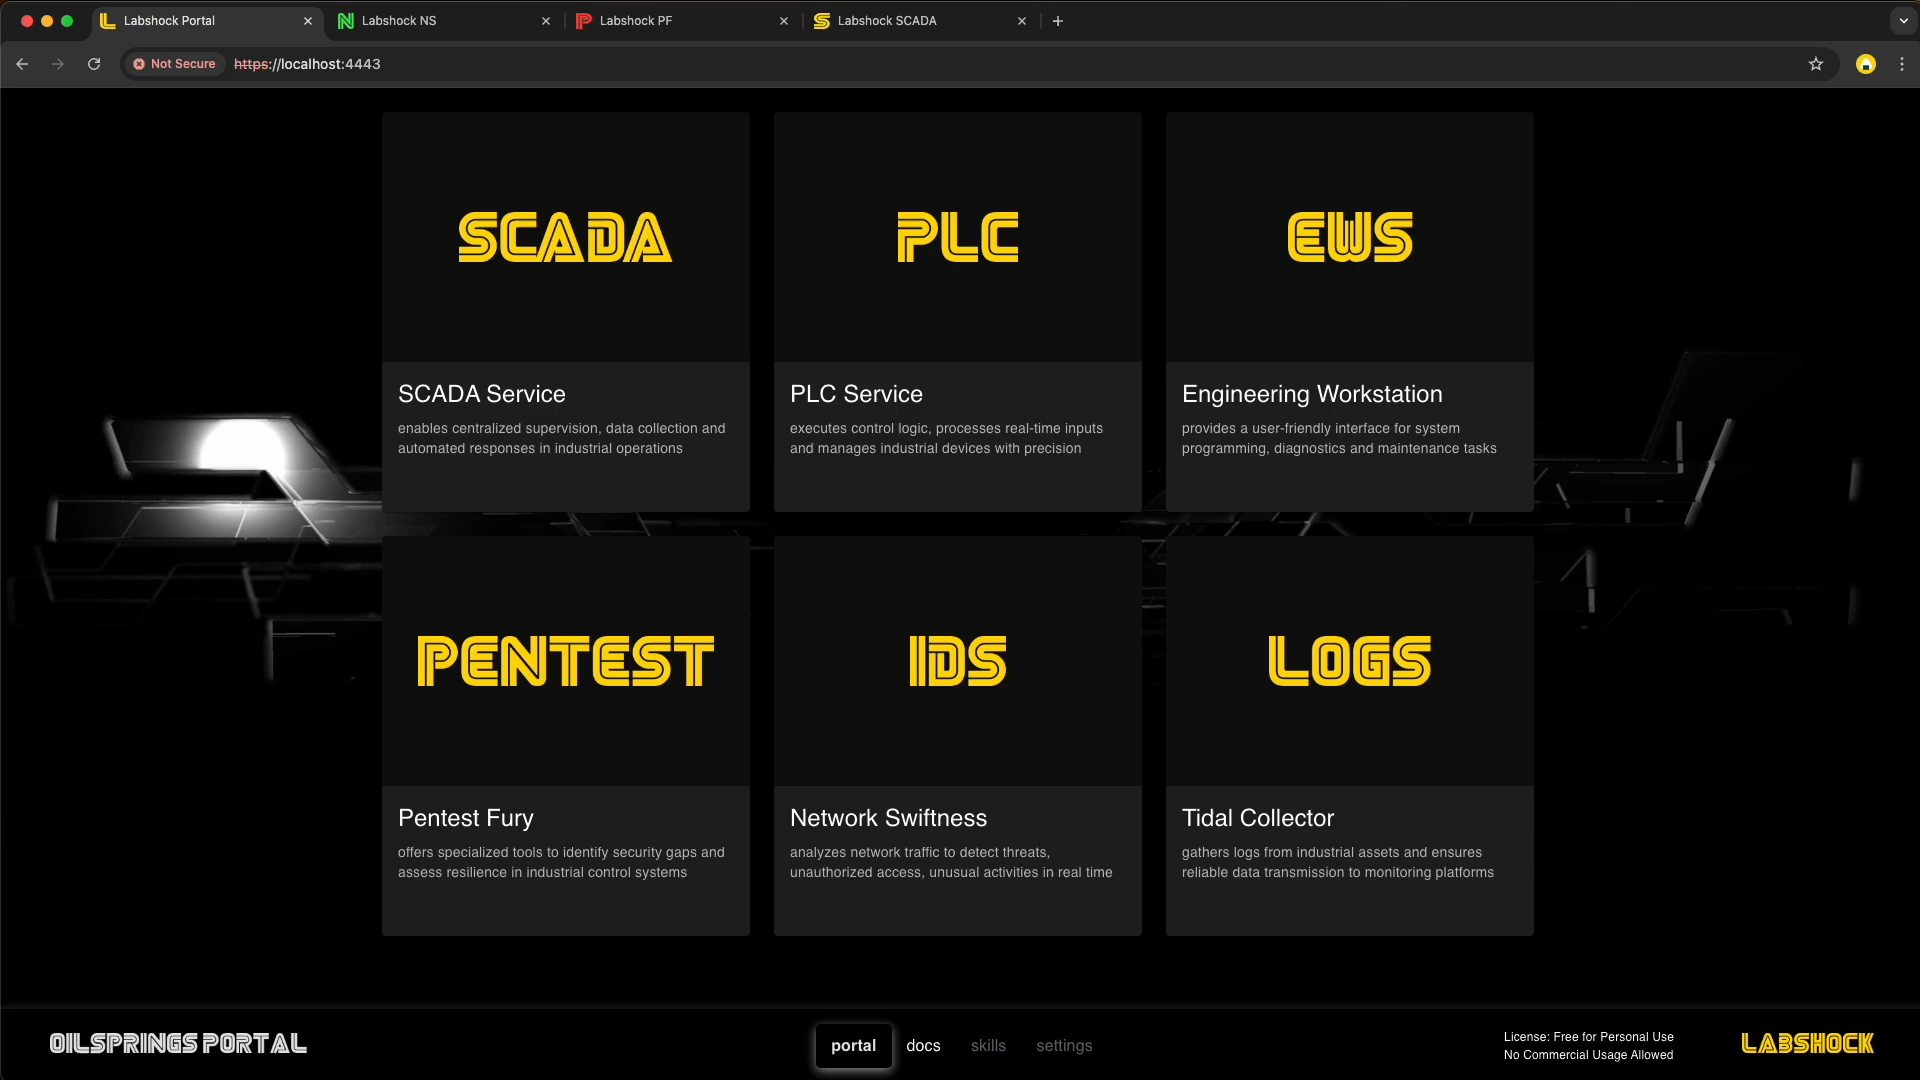 Labshock Portal
Labshock NS
Labshock PF
Labshock SCADA
Not Secure
https://localhost:4443
SCADA
PLC
EWS
SCADA Service
enables centralized supervision, data collection and
automated responses in industrial operations
PLC Service
executes control logic, processes real-time inputs
and manages industrial devices with precision
Engineering Workstation
provides a user-friendly interface for system
programming, diagnostics and maintenance tasks
PENTEST
IDS
LOGS
Pentest Fury
offers specialized tools to identify security gaps and
assess resilience in industrial control systems
Network Swiftness
analyzes network traffic to detect threats,
unauthorized access, unusual activities in real time
Tidal Collector
gathers logs from industrial assets and ensures
reliable data transmission to monitoring platforms
OILSPRINGS PORTAL
portal
docs
skills
settings
License: Free for Personal Use
No Commercial Usage Allowed
LABSHOCK